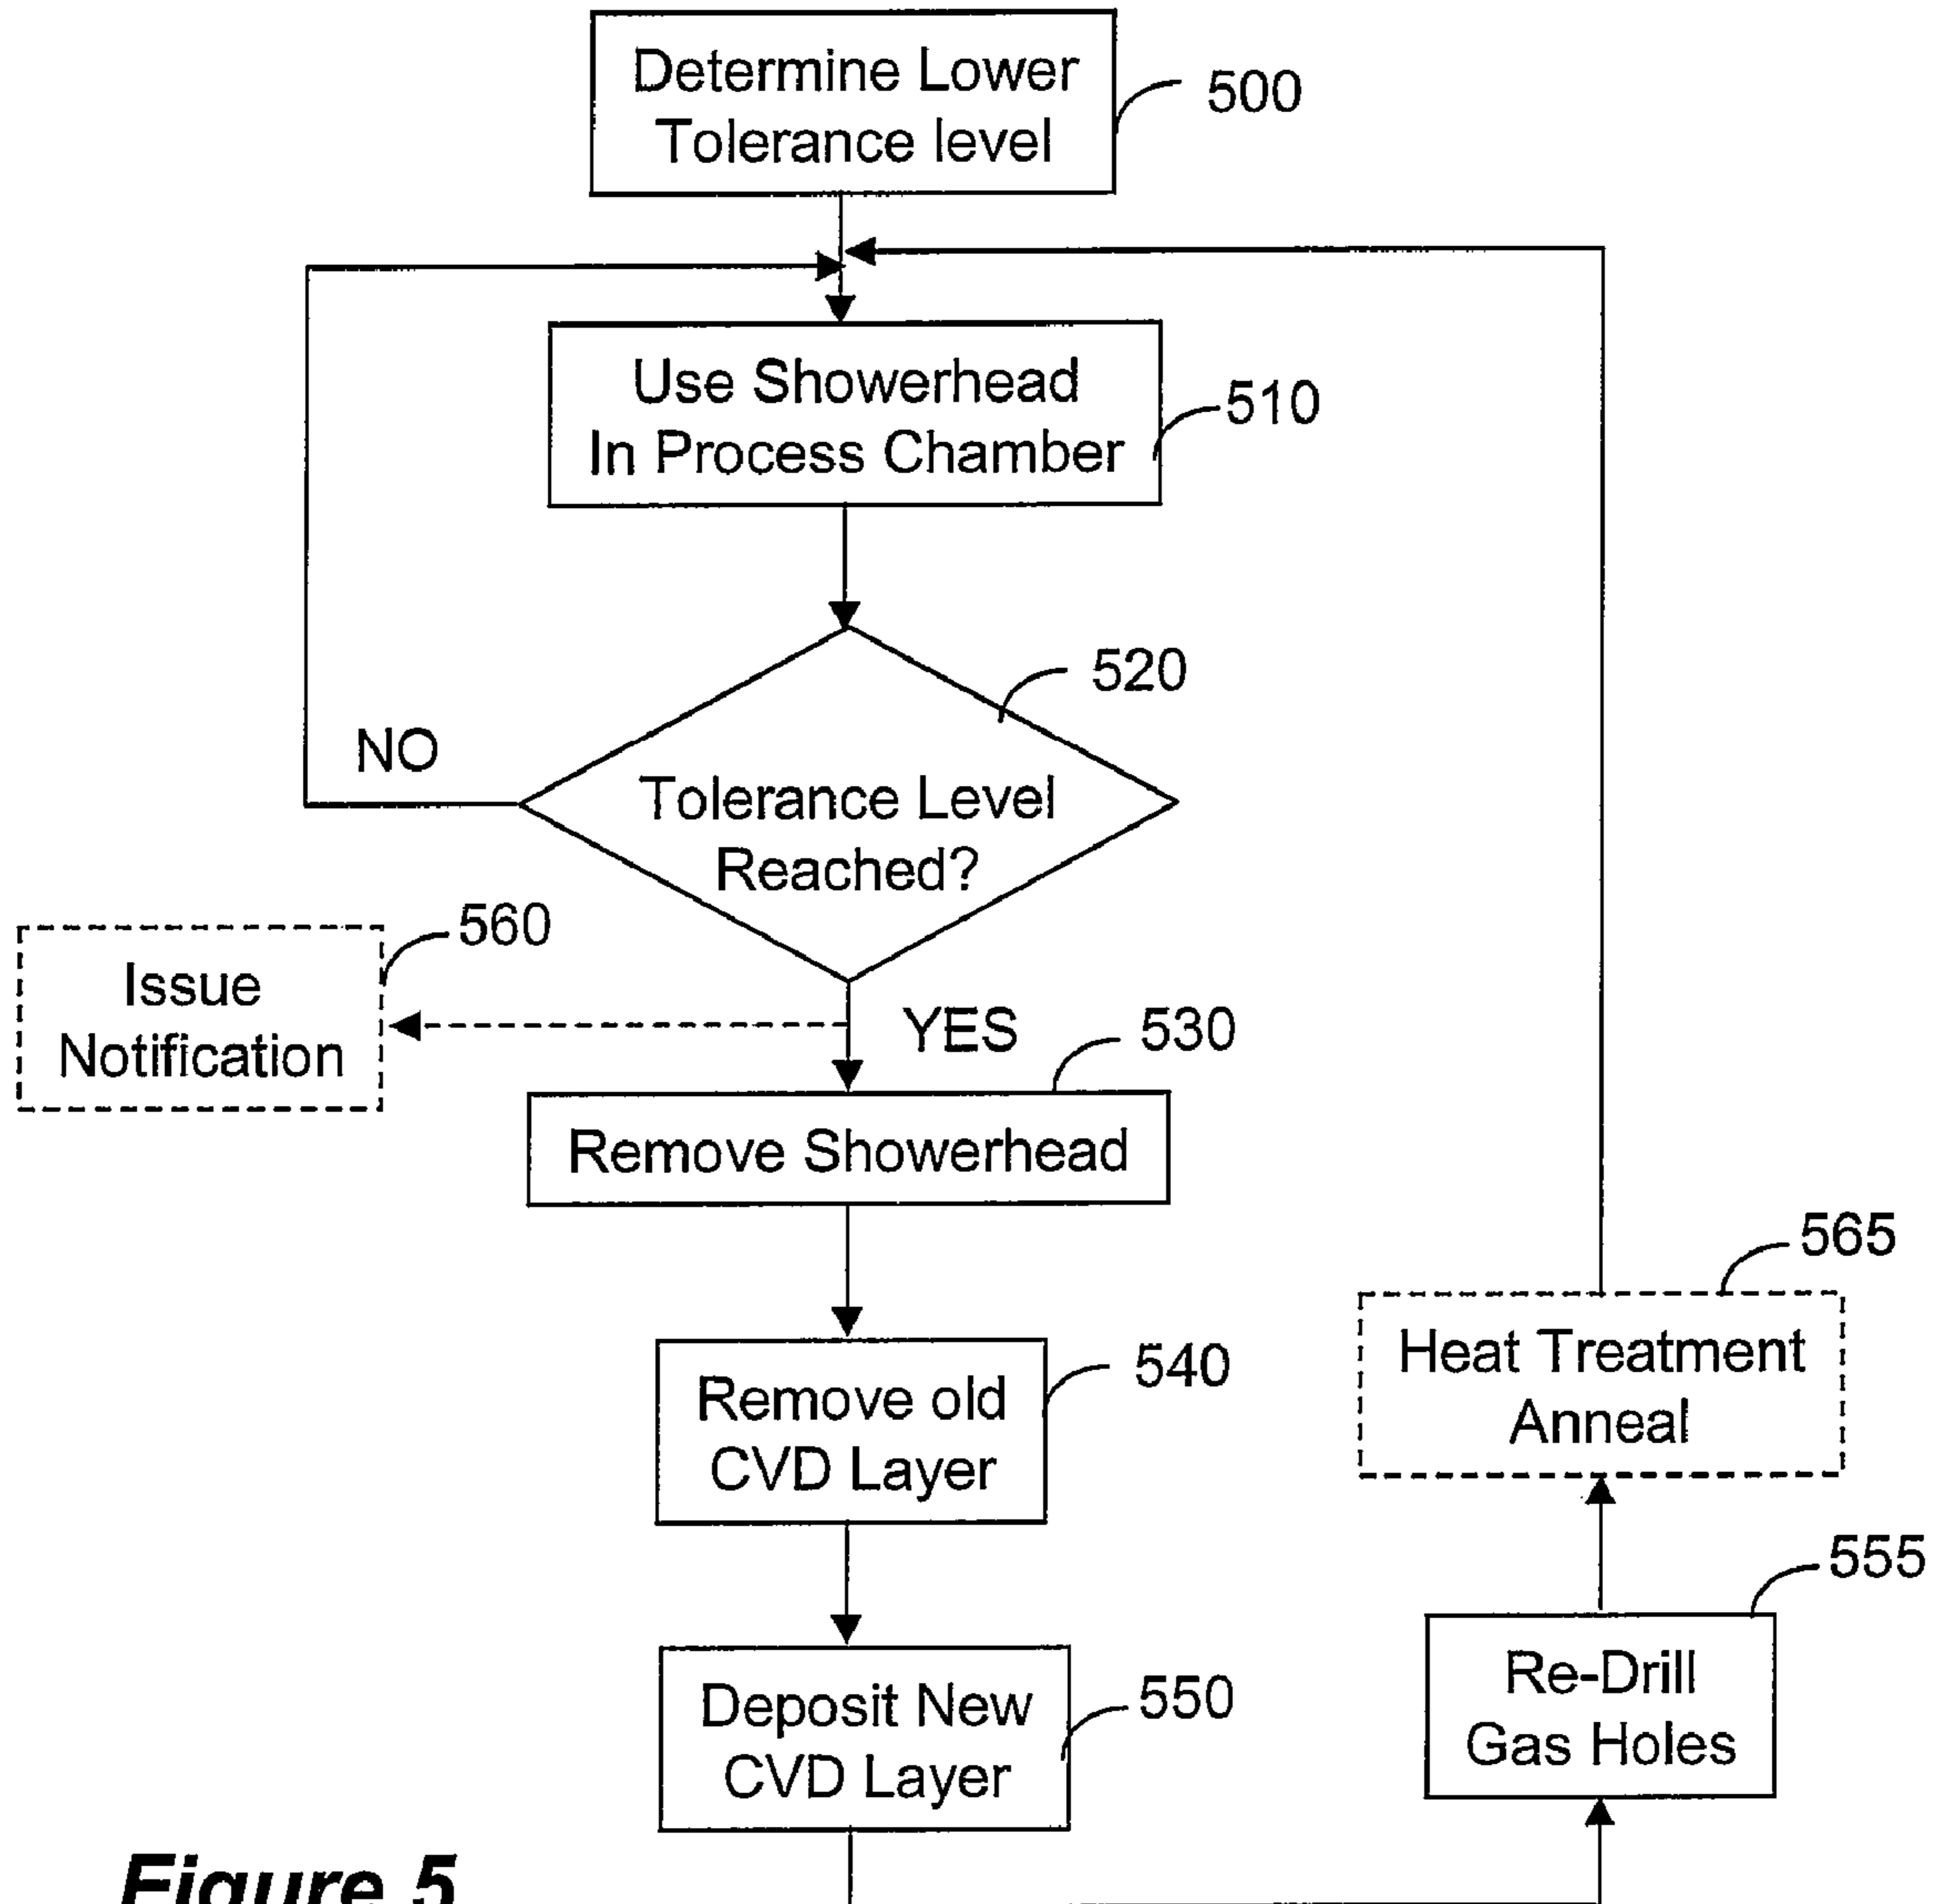 Determine Lower
Tolerance level
500
Use Showerhead
In Process Chamber
510
520
NO
Tolerance Level
Reached?
560
Issue
Notification
YES
530
Remove Showerhead
565
Heat Treatment
Anneal
540
Remove old
CVD Layer
555
Re-Drill
Gas Holes
550
Deposit New
CVD Layer
Figure 5